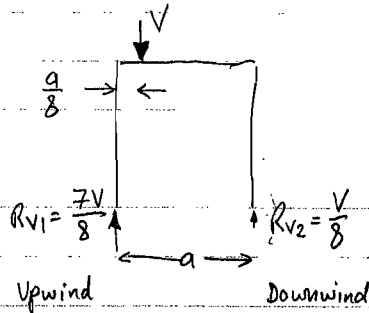 V
a/8
R_V1 = 7V/8
R_V2 = V/8
a
Upwind
Downwind